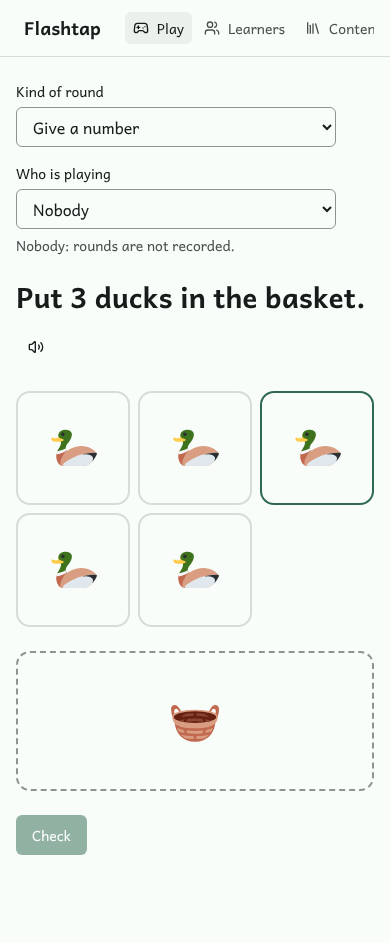 Flashtap Play Learners
Kind of round
Give a number
Who is playing
Nobody
Nobody: rounds are not recorded.
Put 3 ducks in the basket.
Check